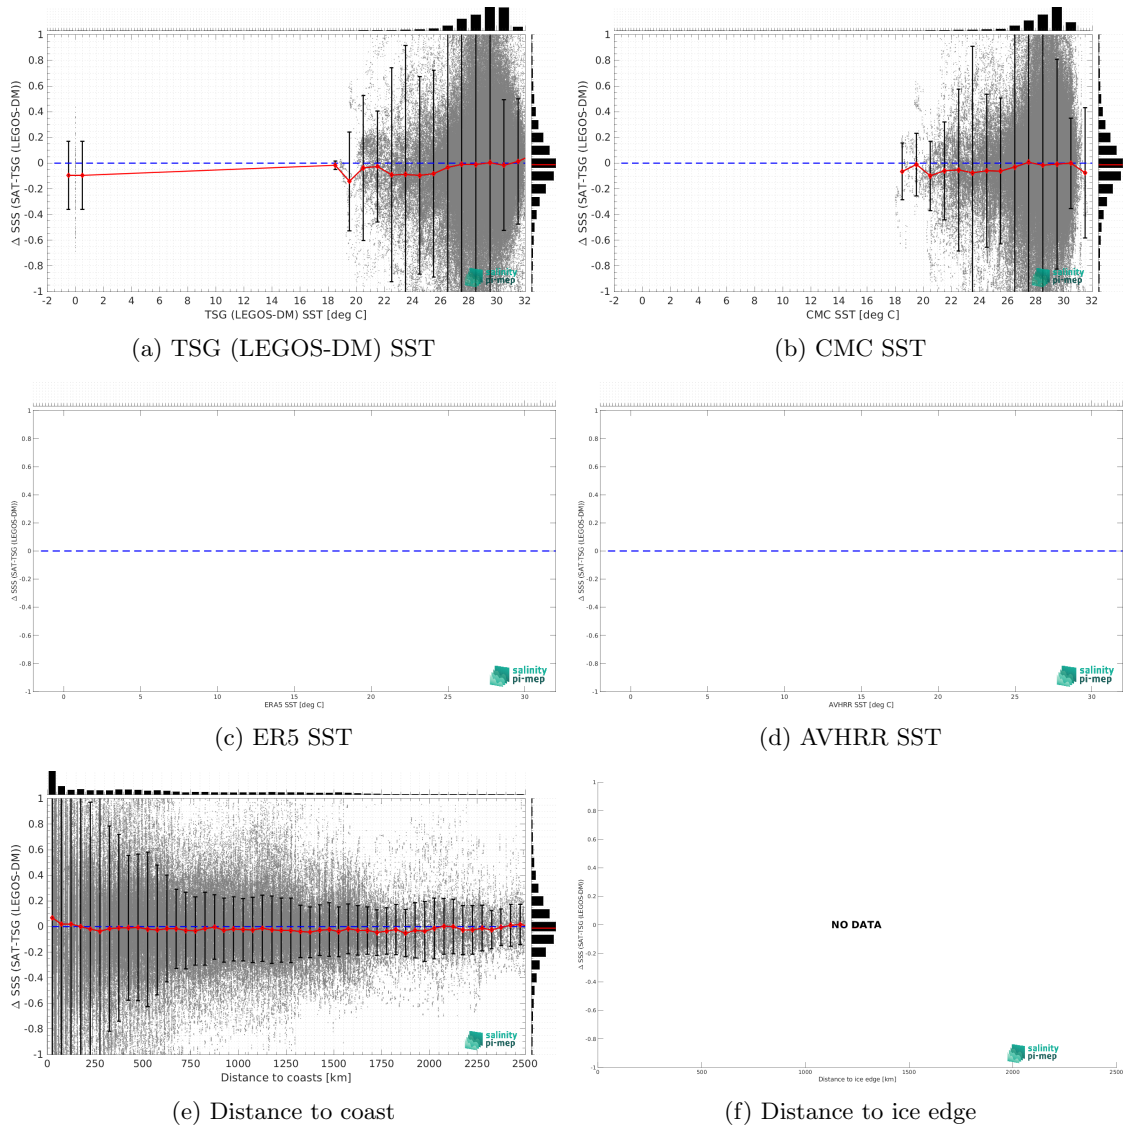 Δ SSS (SAT-TSG (LEGOS-DM))
1
0.8
0.6
0.4
0.2
0
-0.2
-0.4
-0.6
-0.8
-1
-2 0 2 4 6 8 10 12 14 16 18 20 22 24 26 28 30 32
TSG (LEGOS-DM) SST [deg C]
salinity
pi-mep
(a) TSG (LEGOS-DM) SST
Δ SSS (SAT-TSG (LEGOS-DM))
1
0.8
0.6
0.4
0.2
0
-0.2
-0.4
-0.6
-0.8
-1
-2 0 2 4 6 8 10 12 14 16 18 20 22 24 26 28 30 32
CMC SST [deg C]
salinity
pi-mep
(b) CMC SST
Δ SSS (SAT-TSG (LEGOS-DM))
1
0.8
0.6
0.4
0.2
0
-0.2
-0.4
-0.6
-0.8
-1
0 5 10 15 20 25 30
ERA5 SST [deg C]
salinity
pi-mep
(c) ER5 SST
Δ SSS (SAT-TSG (LEGOS-DM))
1
0.8
0.6
0.4
0.2
0
-0.2
-0.4
-0.6
-0.8
-1
0 5 10 15 20 25 30
AVHRR SST [deg C]
salinity
pi-mep
(d) AVHRR SST
Δ SSS (SAT-TSG (LEGOS-DM))
1
0.8
0.6
0.4
0.2
0
-0.2
-0.4
-0.6
-0.8
-1
0 250 500 750 1000 1250 1500 1750 2000 2250 2500
Distance to coasts [km]
salinity
pi-mep
(e) Distance to coast
Δ SSS (SAT-TSG (LEGOS-DM))
1
0.8
0.6
0.4
0.2
0
-0.2
-0.4
-0.6
-0.8
-1
NO DATA
0 500 1000 1500 2000 2500
Distance to ice edge [km]
salinity
pi-mep
(f) Distance to ice edge